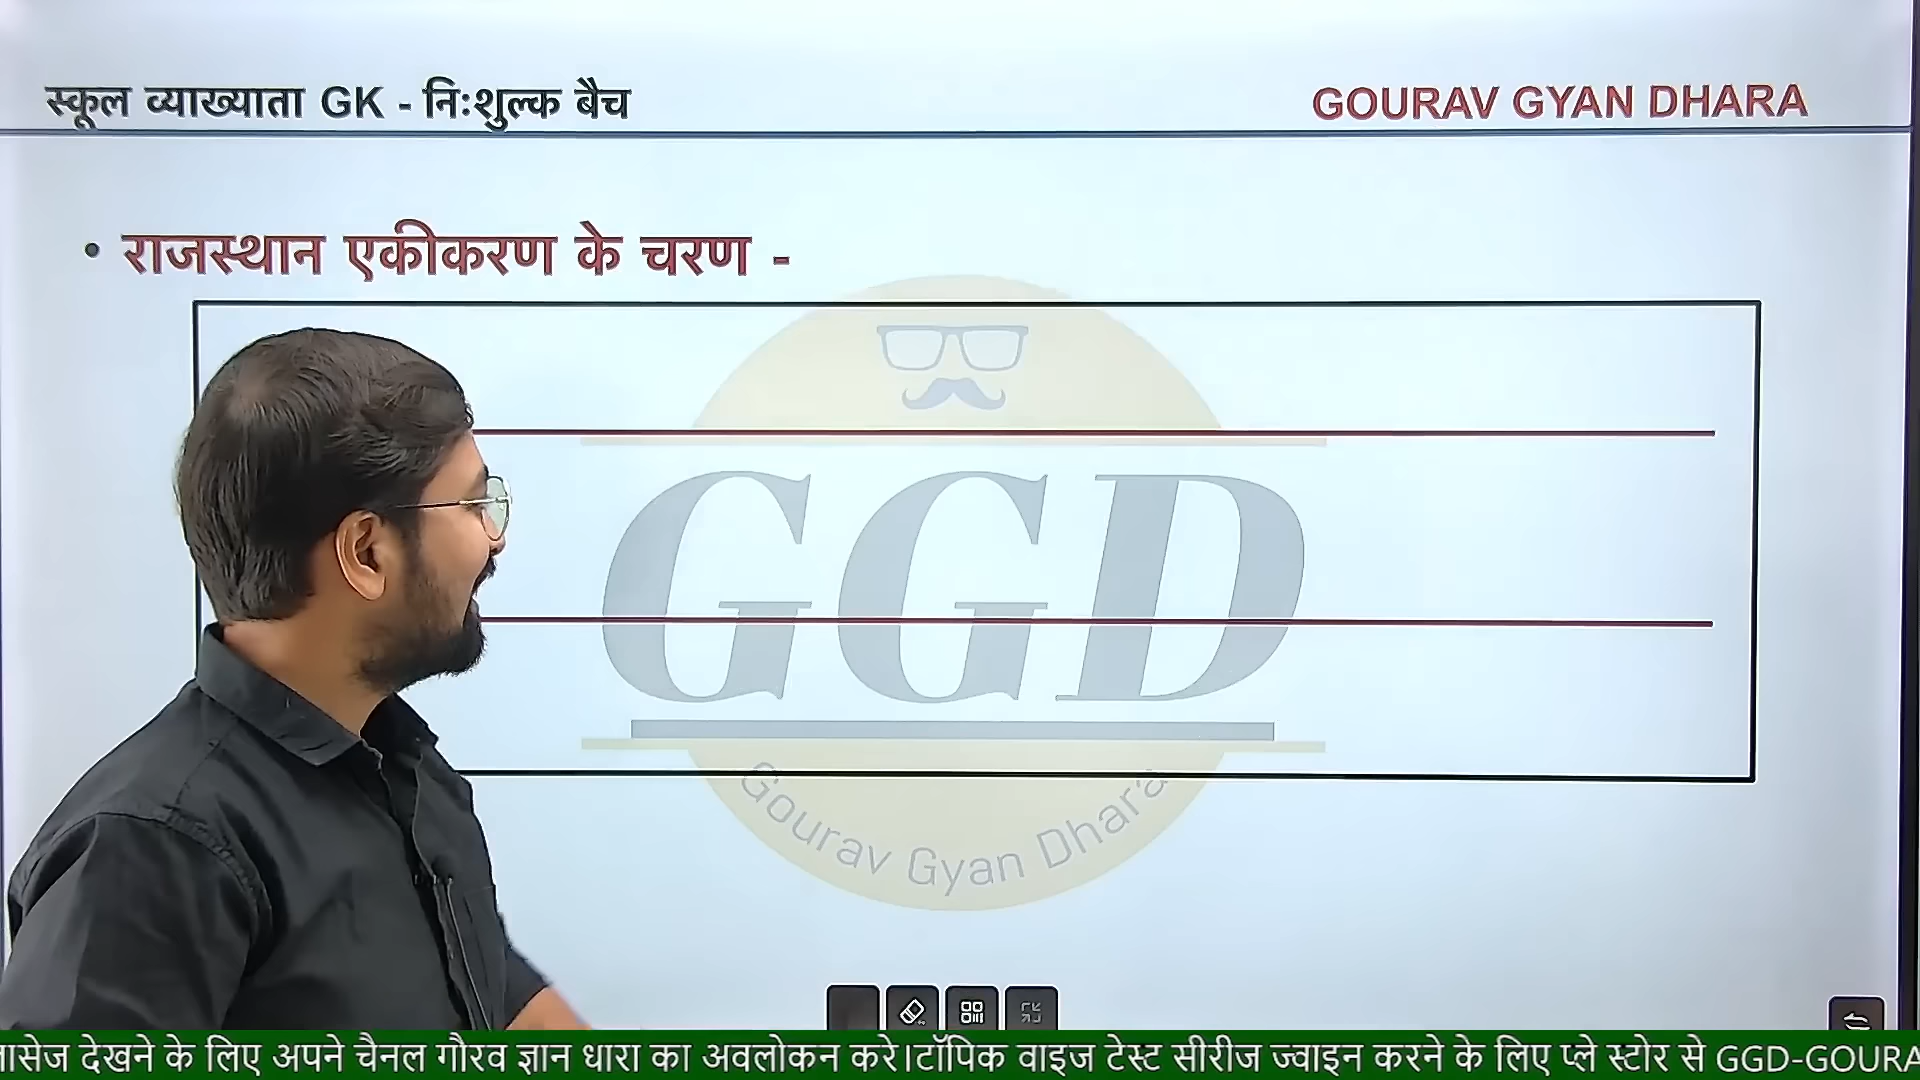 स्कूल व्याख्याता GK - निःशुल्क बैच
GOURAV GYAN DHARA
• राजस्थान एकीकरण के चरण -
GGD
Gourav Gyan Dhara
देखने के लिए अपने चैनल गौरव ज्ञान धारा का अवलोकन करे।टॉपिक वाइज टेस्ट सीरीज ज्वाइन करने के लिए प्ले स्टोर से GGD-GOURA